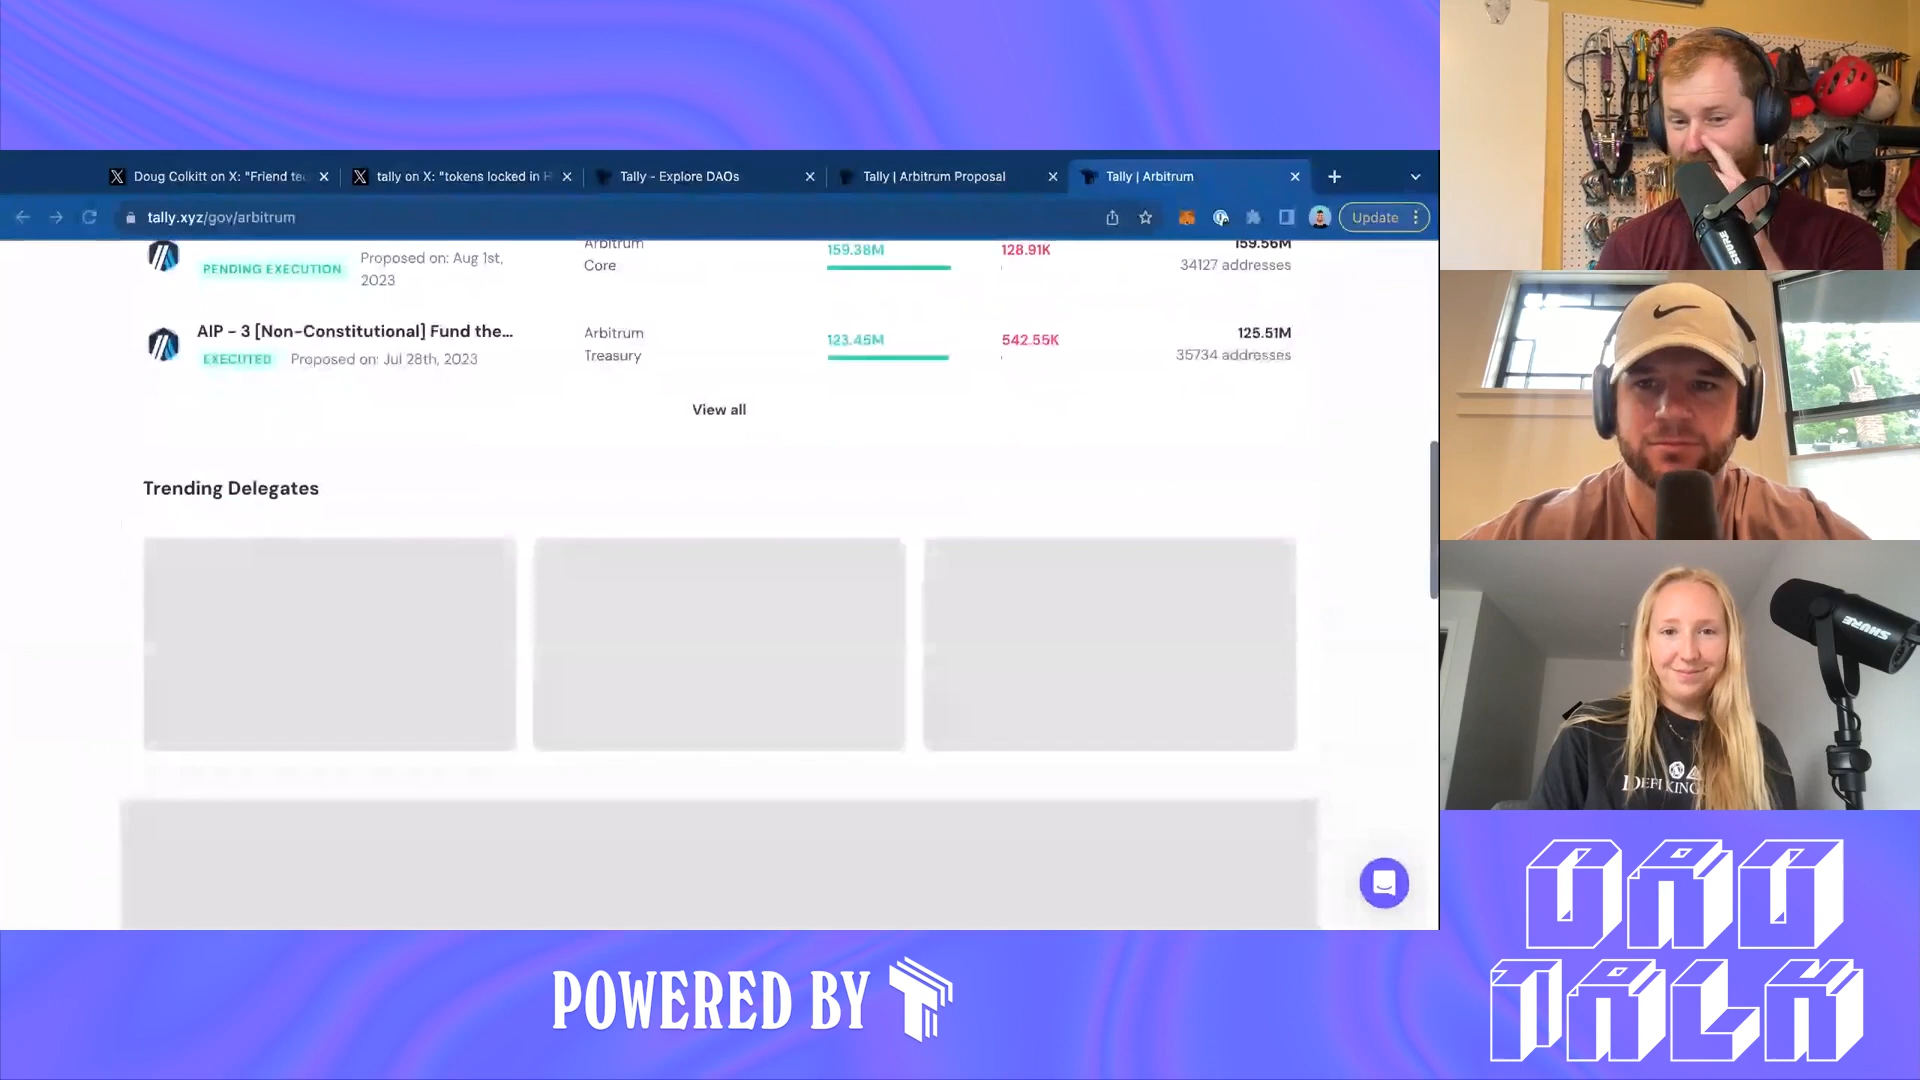 Doug Colkitt on X: "Friend te
tally on X: "tokens locked in
Tally - Explore DAOs
Tally | Arbitrum Proposal
Tally | Arbitrum
tally.xyz/gov/arbitrum
Update
PENDING EXECUTION
Proposed on: Aug 1st,
2023
Arbitrum
Core
159.38M
128.91K
159.56M
34127 addresses
AIP - 3 [Non-Constitutional] Fund the...
EXECUTED
Proposed on: Jul 28th, 2023
Arbitrum
Treasury
123.45M
542.55K
125.51M
35734 addresses
View all
Trending Delegates
POWERED BY
SHURE
SHURE
DEFI KING
DAO
TALK